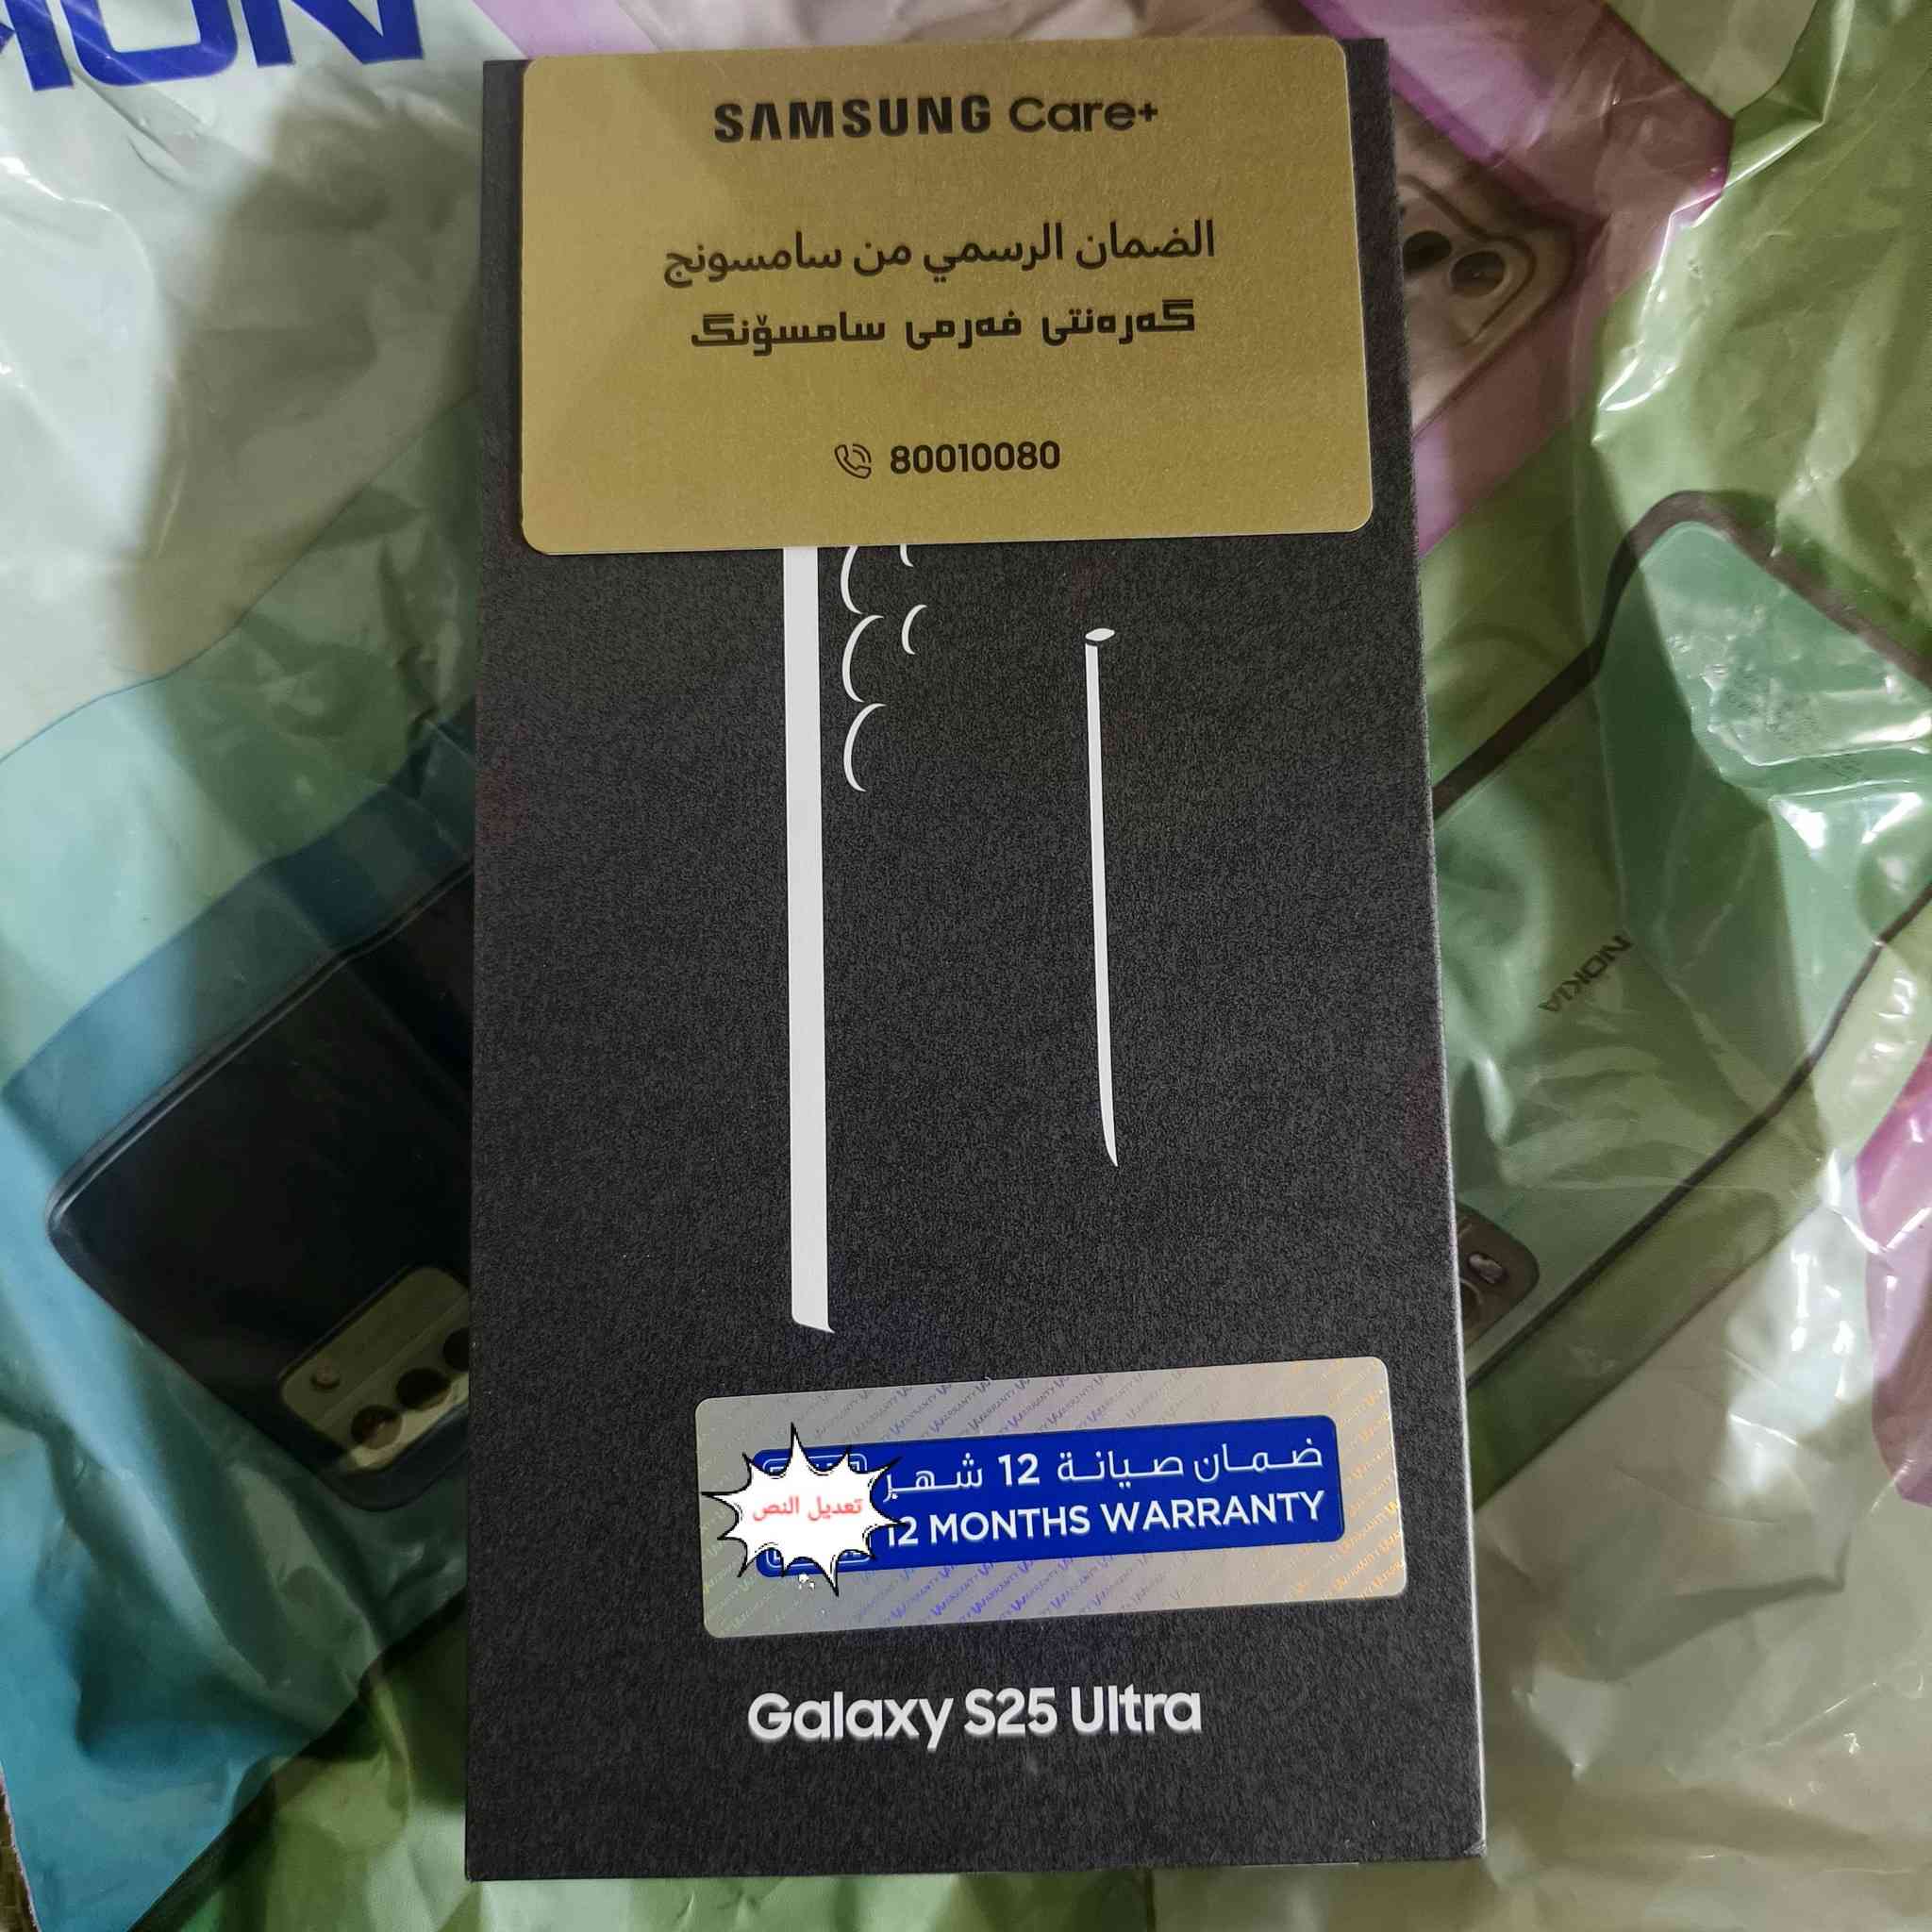 SAMSUNG Care+
الضمان الرسمي من سامسونج
گەرەنتی فەرمی سامسۆنگ
80010080
NOKIA
ضمان صيانة 12 شهر
12 MONTHS WARRANTY
تعديل النص
Galaxy S25 Ultra